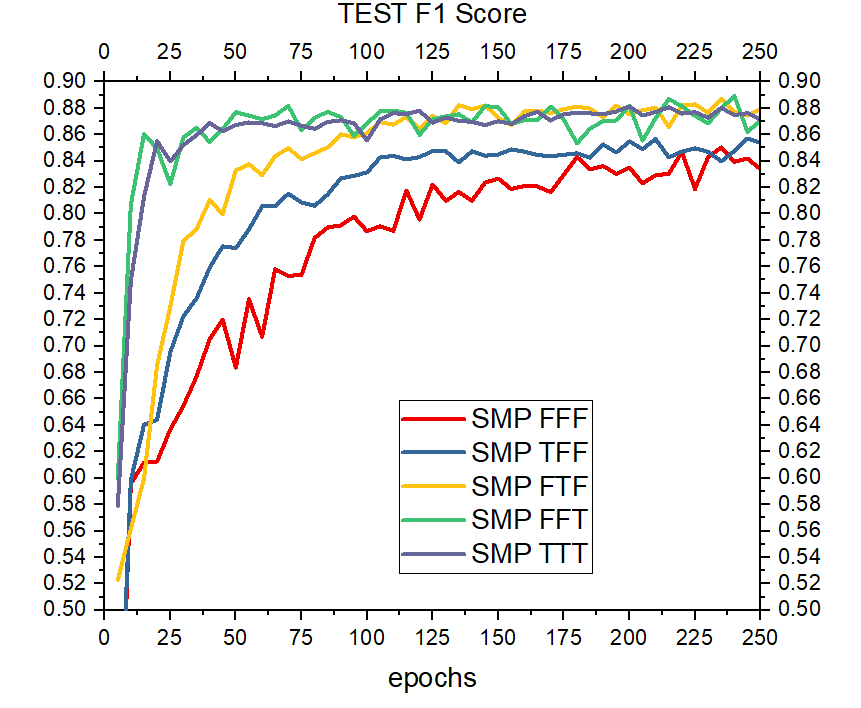 TEST F1 Score
0 25 50 75 100 125 150 175 200 225 250
0.90 0.90
0.88 0.88
0.86 0.86
0.84 0.84
0.82 0.82
0.80 0.80
0.78 0.78
0.76 0.76
0.74 0.74
0.72 0.72
0.70 0.70
0.68 0.68
0.66 0.66
0.64 0.64
0.62 0.62
0.60 0.60
0.58 0.58
0.56 0.56
0.54 0.54
0.52 0.52
0.50 0.50
SMP FFF
SMP TFF
SMP FTF
SMP FFT
SMP TTT
0 25 50 75 100 125 150 175 200 225 250
epochs